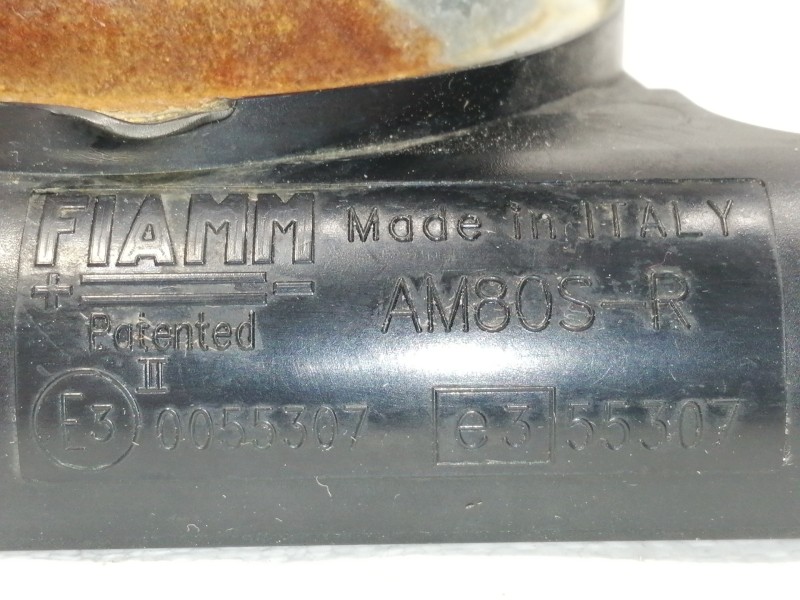 FIAMM Made in ITALY
+ -
AM80S-R
Patented
II
E3 0055307 e3 55307